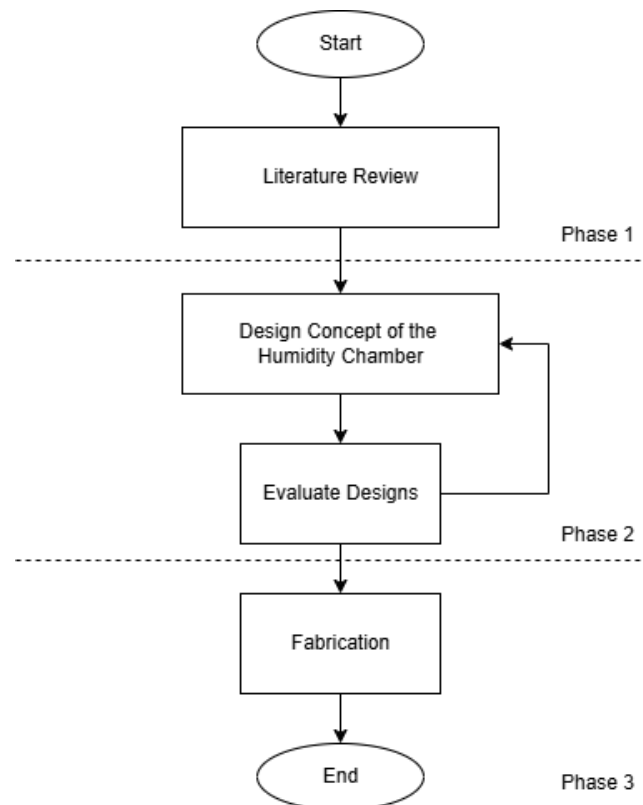 Start
Literature Review
Phase 1
Design Concept of the
Humidity Chamber
Evaluate Designs
Phase 2
Fabrication
End
Phase 3